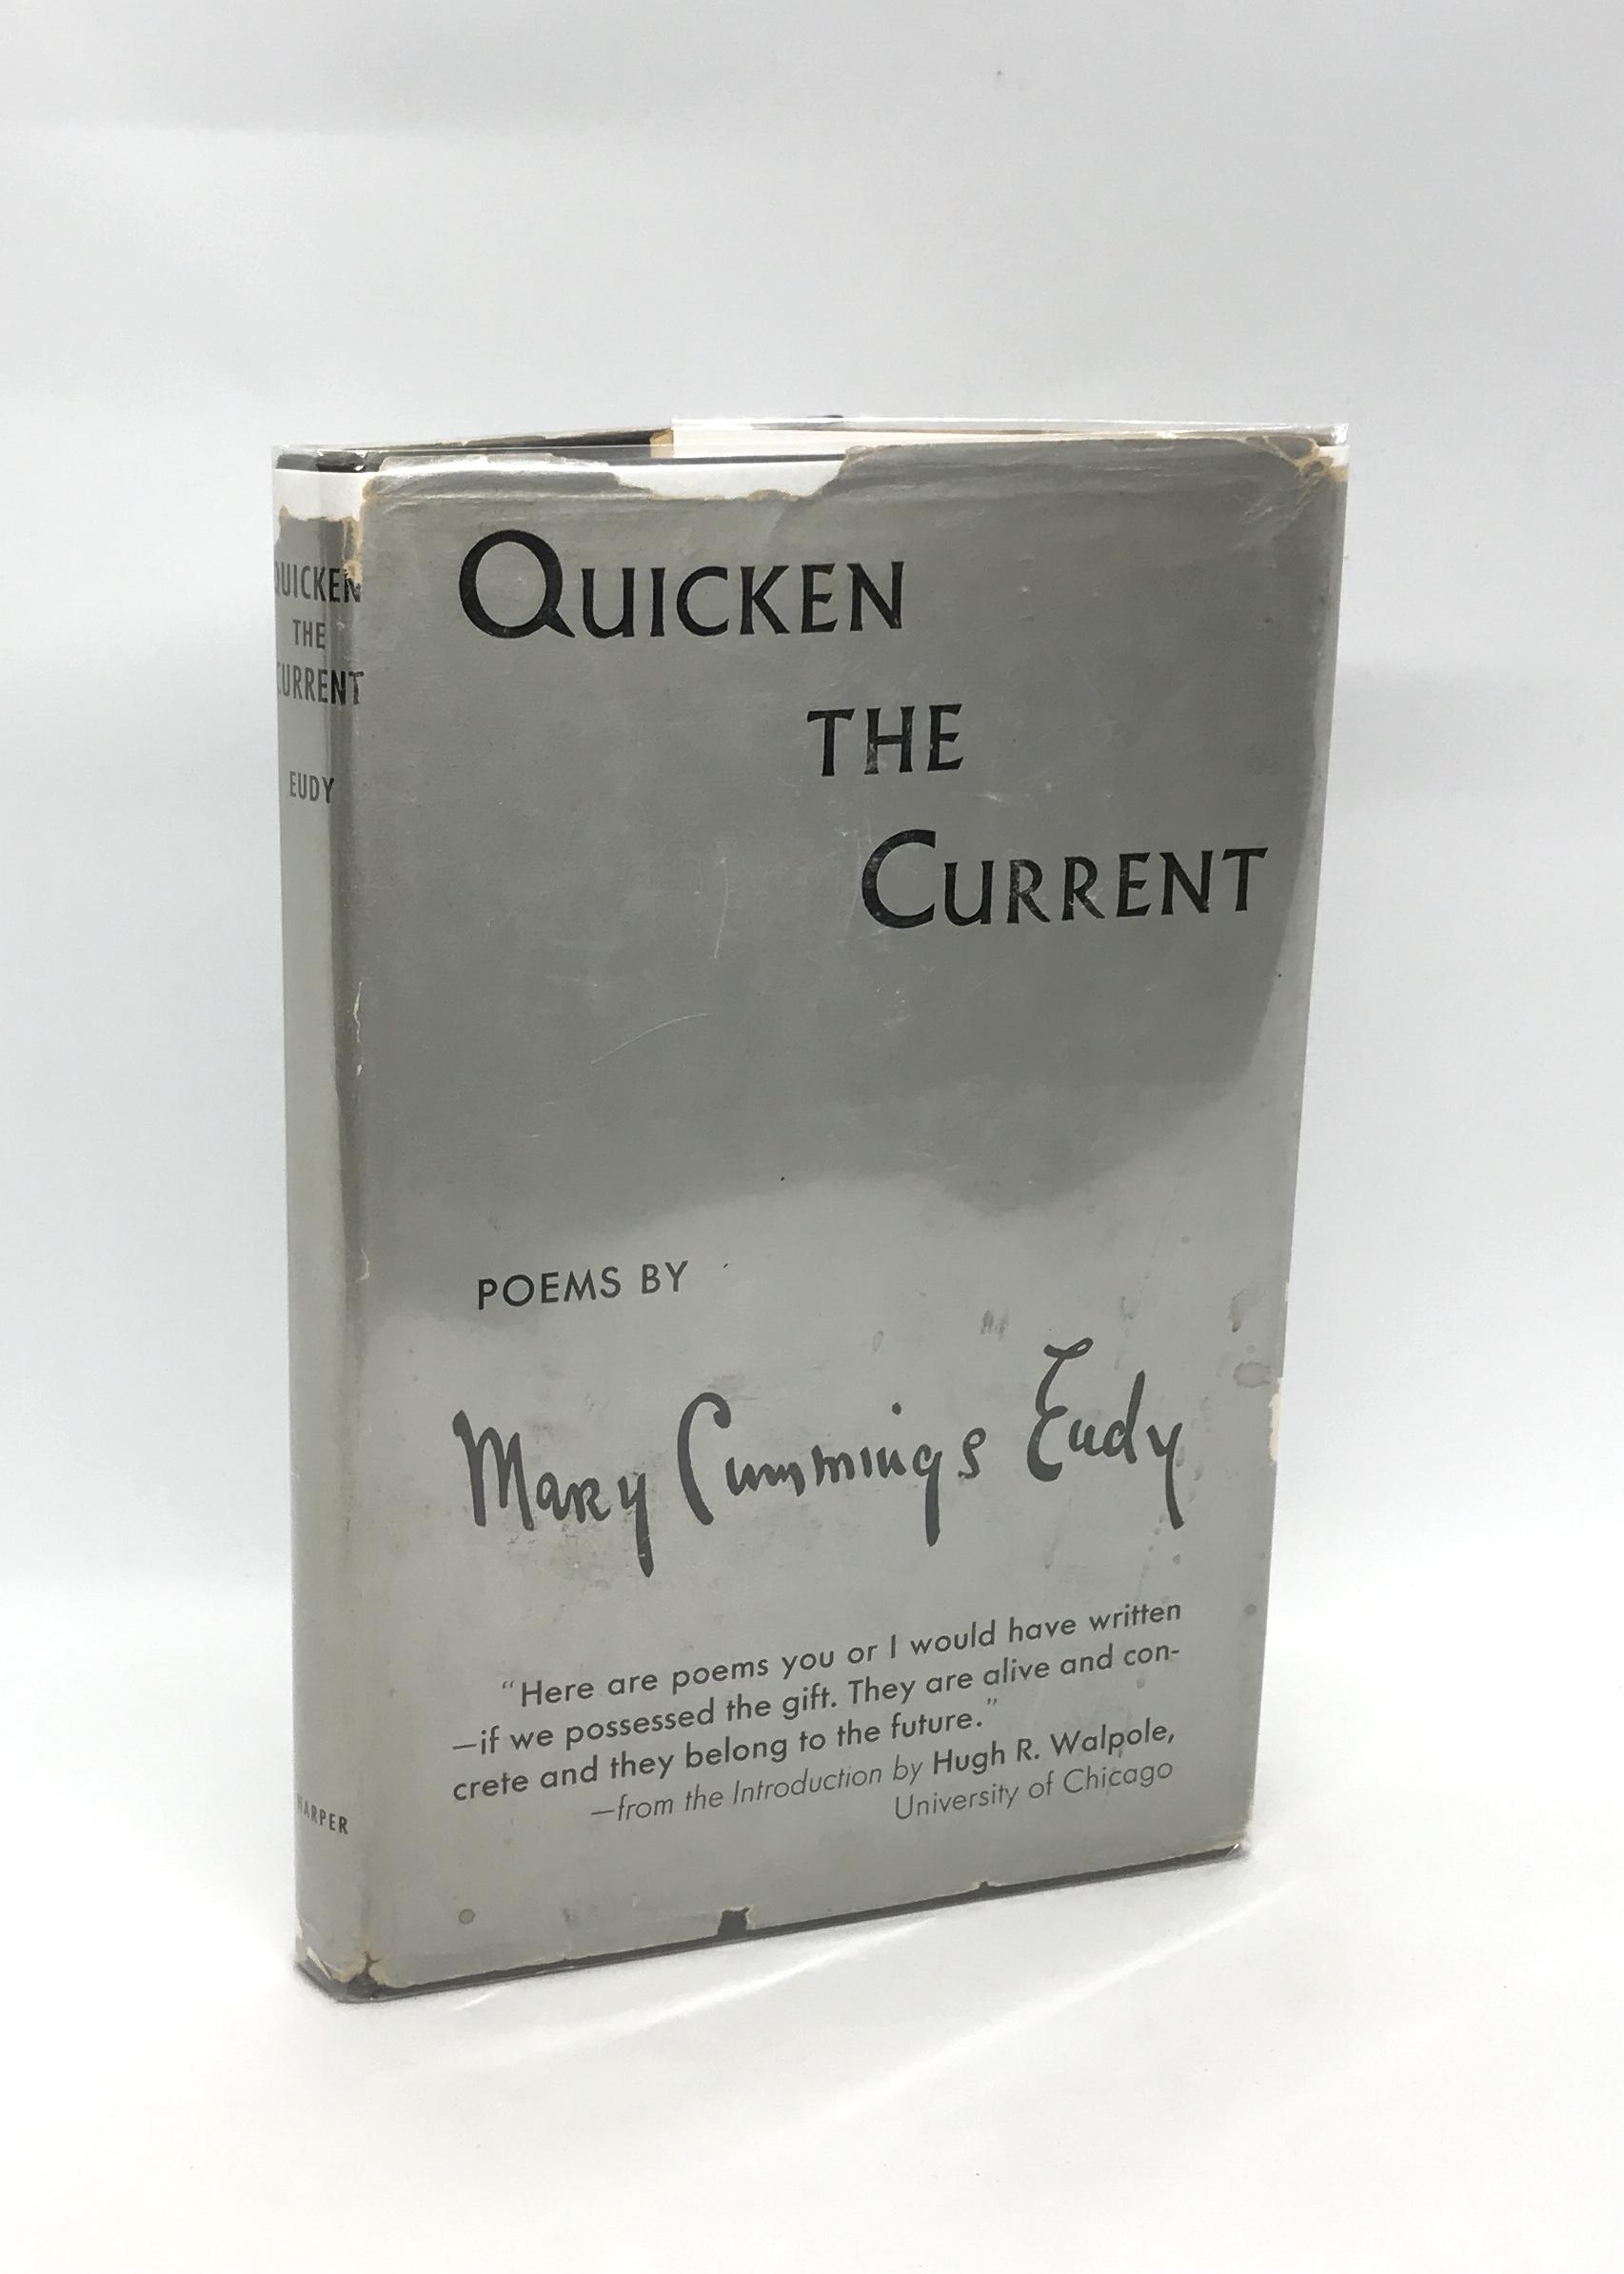 QUICKEN
THE
CURRENT
EUDY
HARPER
QUICKEN
THE
CURRENT
POEMS BY
Mary Cummings Eudy
"Here are poems you or I would have written
—if we possessed the gift. They are alive and con-
crete and they belong to the future."
—from the Introduction by Hugh R. Walpole,
University of Chicago